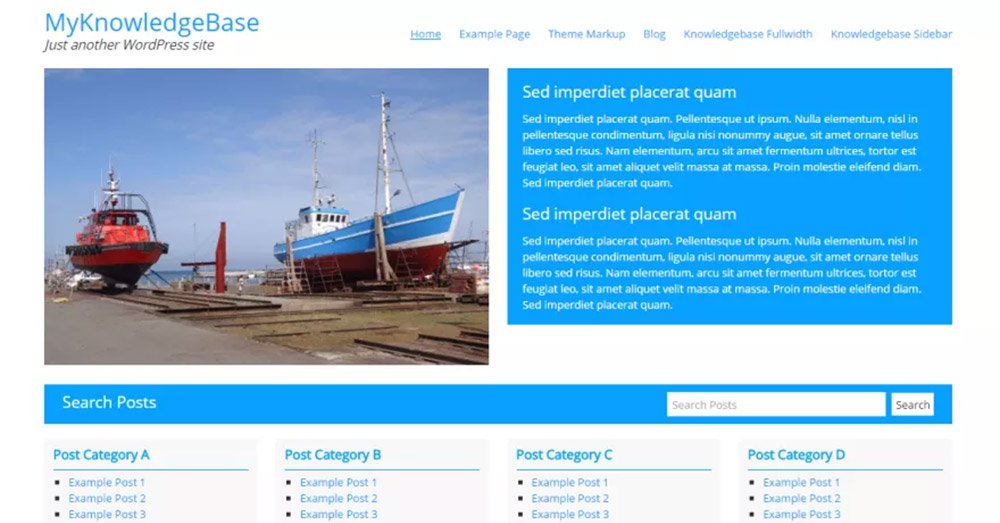 MyKnowledgeBase
Just another WordPress site
Home Example Page Theme Markup Blog Knowledgebase Fullwidth Knowledgebase Sidebar
Sed imperdiet placerat quam
Sed imperdiet placerat quam. Pellentesque ut ipsum. Nulla elementum, nisl in
pellentesque condimentum, ligula nisi nonummy augue, sit amet ornare tellus
libero sed risus. Nam elementum, arcu sit amet fermentum ultrices, tortor est
feugiat leo, sit amet aliquet velit massa at massa. Proin molestie eleifend diam.
Sed imperdiet placerat quam.
Sed imperdiet placerat quam
Sed imperdiet placerat quam. Pellentesque ut ipsum. Nulla elementum, nisl in
pellentesque condimentum, ligula nisi nonummy augue, sit amet ornare tellus
libero sed risus. Nam elementum, arcu sit amet fermentum ultrices, tortor est
feugiat leo, sit amet aliquet velit massa at massa. Proin molestie eleifend diam.
Sed imperdiet placerat quam.
Search Posts
Search Posts Search
Post Category A
Example Post 1
Example Post 2
Example Post 3
Post Category B
Example Post 1
Example Post 2
Example Post 3
Post Category C
Example Post 1
Example Post 2
Example Post 3
Post Category D
Example Post 1
Example Post 2
Example Post 3